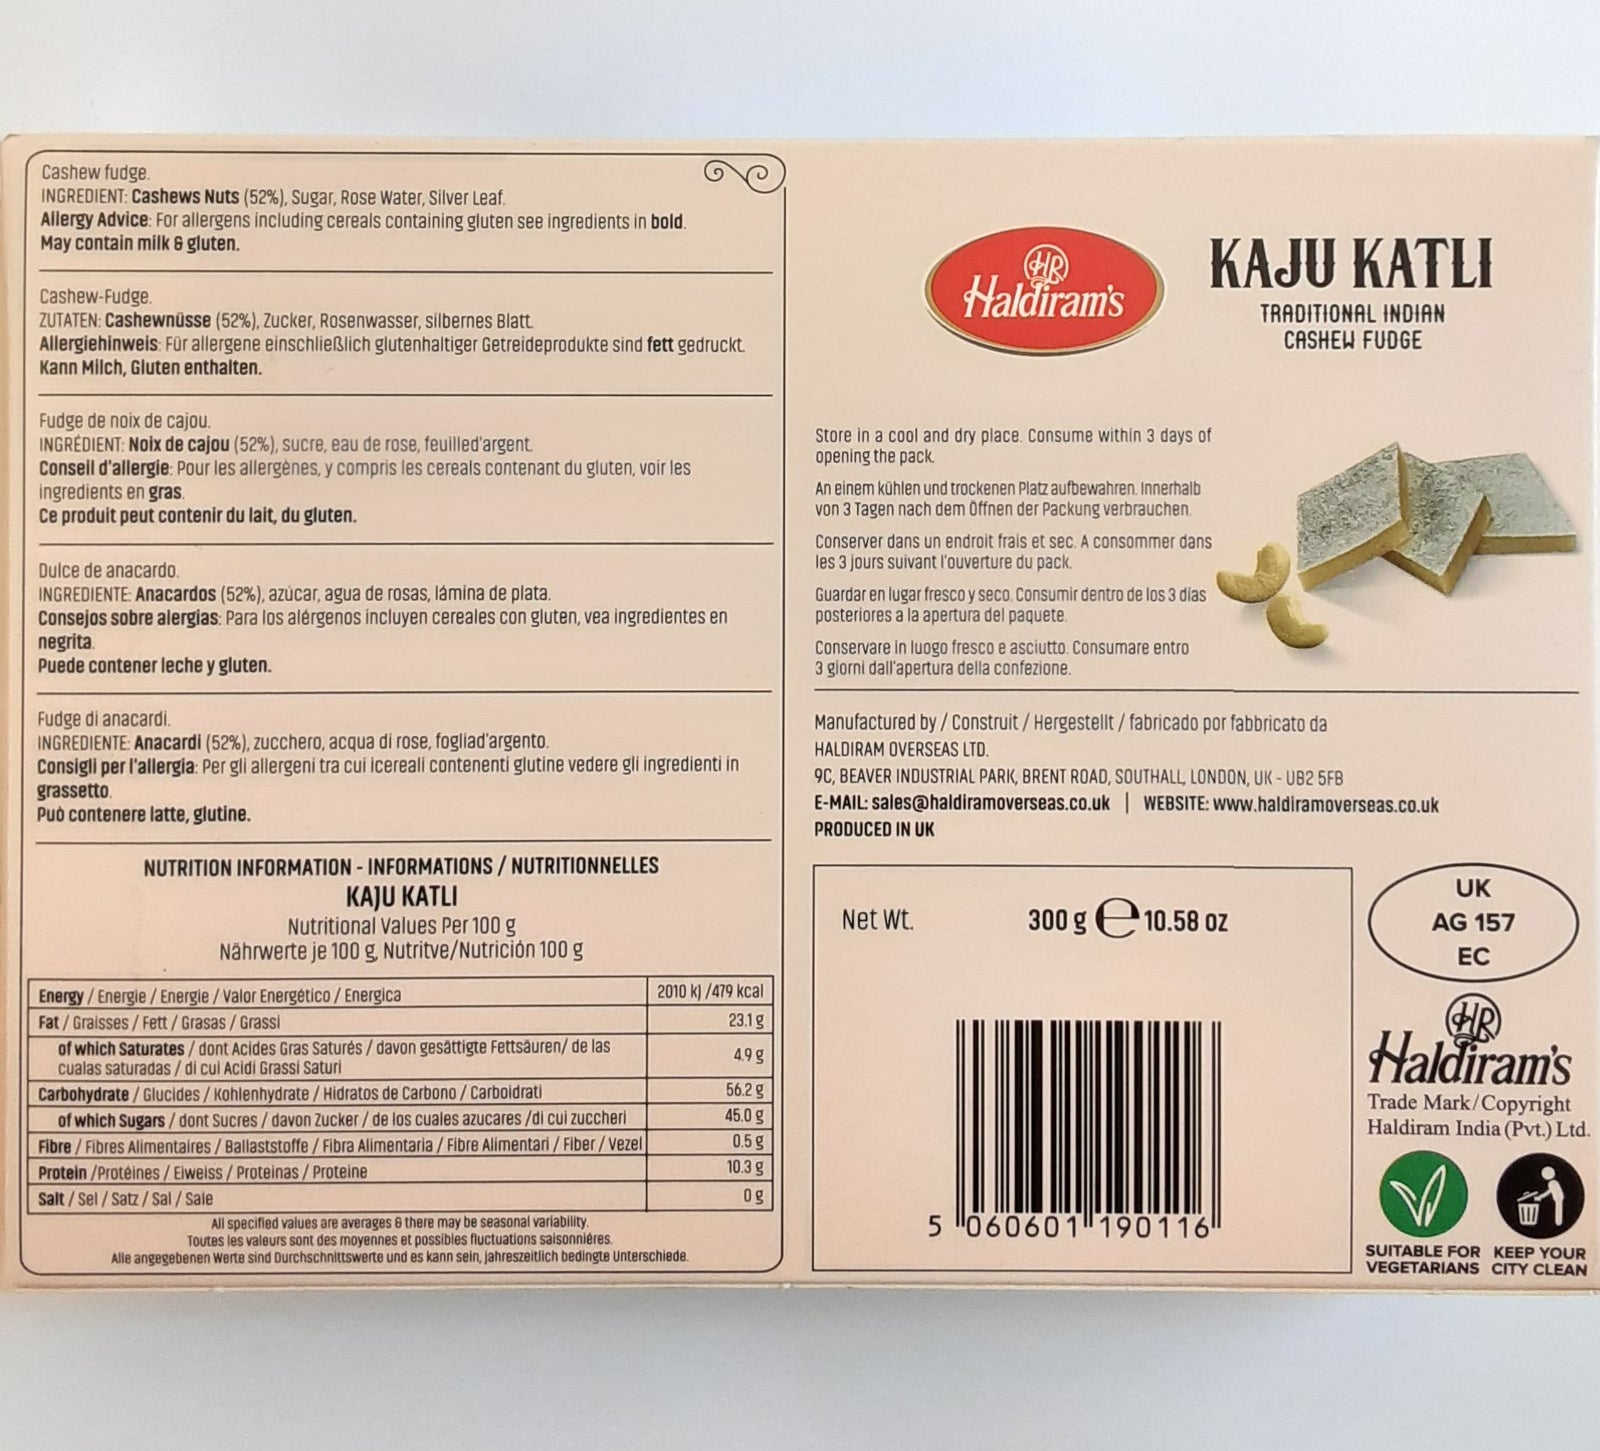 Cashew fudge.
INGREDIENT: Cashews Nuts (52%), Sugar, Rose Water, Silver Leaf.
Allergy Advice: For allergens including cereals containing gluten see ingredients in bold.
May contain milk & gluten.
Cashew-Fudge.
ZUTATEN: Cashewnüsse (52%), Zucker, Rosenwasser, silbernes Blatt.
Allergiehinweis: Für allergene einschließlich glutenhaltiger Getreideprodukte sind fett gedruckt.
Kann Milch, Gluten enthalten.
Fudge de noix de cajou.
INGRÉDIENT: Noix de cajou (52%), sucre, eau de rose, feuilled'argent.
Conseil d'allergie: Pour les allergènes, y compris les cereals contenant du gluten, voir les
ingredients en gras.
Ce produit peut contenir du lait, du gluten.
Dulce de anacardo.
INGREDIENTE: Anacardos (52%), azúcar, agua de rosas, lámina de plata.
Consejos sobre alergias: Para los alérgenos incluyen cereales con gluten, vea ingredientes en
negrita.
Puede contener leche y gluten.
Fudge di anacardi.
INGREDIENTE: Anacardi (52%), zucchero, acqua di rose, fogliad'argento.
Consigli per l'allergia: Per gli allergeni tra cui icereali contenenti glutine vedere gli ingredienti in
grassetto.
Può contenere latte, glutine.
NUTRITION INFORMATION - INFORMATIONS / NUTRITIONNELLES
KAJU KATLI
Nutritional Values Per 100 g
Nährwerte je 100 g, Nutritve/Nutrición 100 g
Energy / Energie / Energie / Valor Energético / Energica 2010 kj /479 kcal
Fat / Graisses / Fett / Grasas / Grassi 23.1 g
of which Saturates / dont Acides Gras Saturés / davon gesättigte Fettsäuren/ de las
cualas saturadas / di cui Acidi Grassi Saturi 4.9 g
Carbohydrate / Glucides / Kohlenhydrate / Hidratos de Carbono / Carboidrati 56.2 g
of which Sugars / dont Sucres / davon Zucker / de los cuales azucares /di cui zuccheri 45.0 g
Fibre / Fibres Alimentaires / Ballaststoffe / Fibra Alimentaria / Fibre Alimentari / Fiber / Vezel 0.5 g
Protein /Protéines / Eiweiss / Proteinas / Proteine 10.3 g
Salt / Sel / Satz / Sal / Sale 0 g
All specified values are averages & there may be seasonal variability.
Toutes les valeurs sont des moyennes et possibles fluctuations saisonniéres.
Alle angegebenen Werte sind Durchschnittswerte und es kann sein, jahreszeitlich bedingte Unterschiede.
HR
Haldiram's
KAJU KATLI
TRADITIONAL INDIAN
CASHEW FUDGE
Store in a cool and dry place. Consume within 3 days of
opening the pack.
An einem kühlen und trockenen Platz aufbewahren. Innerhalb
von 3 Tagen nach dem Öffnen der Packung verbrauchen.
Conserver dans un endroit frais et sec. A consommer dans
les 3 jours suivant l'ouverture du pack.
Guardar en lugar fresco y seco. Consumir dentro de los 3 días
posteriores a la apertura del paquete.
Conservare in luogo fresco e asciutto. Consumare entro
3 giorni dall'apertura della confezione.
Manufactured by / Construit / Hergestellt / fabricado por fabbricato da
HALDIRAM OVERSEAS LTD.
9C, BEAVER INDUSTRIAL PARK, BRENT ROAD, SOUTHALL, LONDON, UK - UB2 5FB
E-MAIL: sales@haldiramoverseas.co.uk | WEBSITE: www.haldiramoverseas.co.uk
PRODUCED IN UK
Net Wt. 300 g e 10.58 oz
5 060601 190116
UK
AG 157
EC
HR
Haldiram's
Trade Mark/Copyright
Haldiram India (Pvt.) Ltd.
SUITABLE FOR
VEGETARIANS
KEEP YOUR
CITY CLEAN